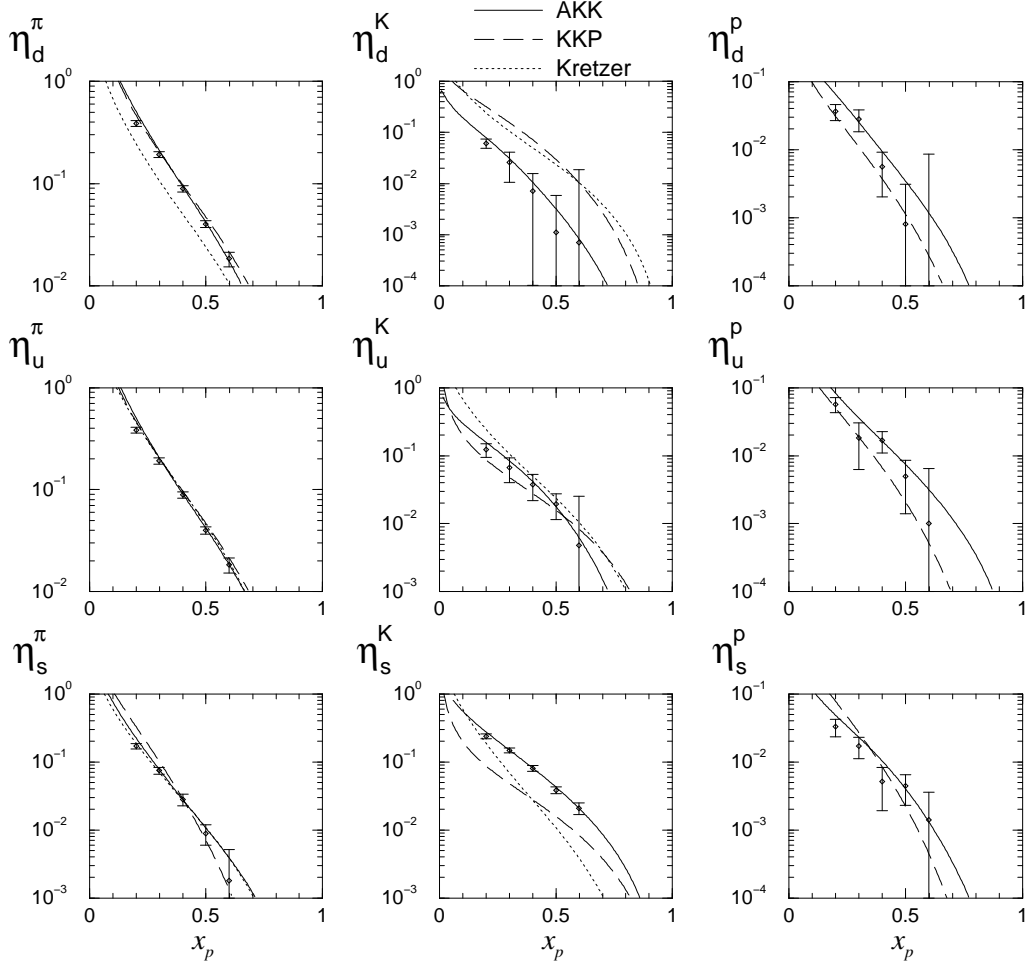 AKK
KKP
Kretzer
η_d^π η_d^K η_d^p
10^0 10^0 10^-1
10^-1 10^-1 10^-2
10^-2 10^-3
10^-3
10^-2 10^-4 10^-4
0 0.5 1 0 0.5 1 0 0.5 1
η_u^π η_u^K η_u^p
10^0 10^0 10^-1
10^-1 10^-1 10^-2
10^-2 10^-3
10^-2 10^-3 10^-4
0 0.5 1 0 0.5 1 0 0.5 1
η_s^π η_s^K η_s^p
10^0 10^0 10^-1
10^-1 10^-1 10^-2
10^-2 10^-2 10^-3
10^-3 10^-3 10^-4
0 0.5 1 0 0.5 1 0 0.5 1
x_p x_p x_p